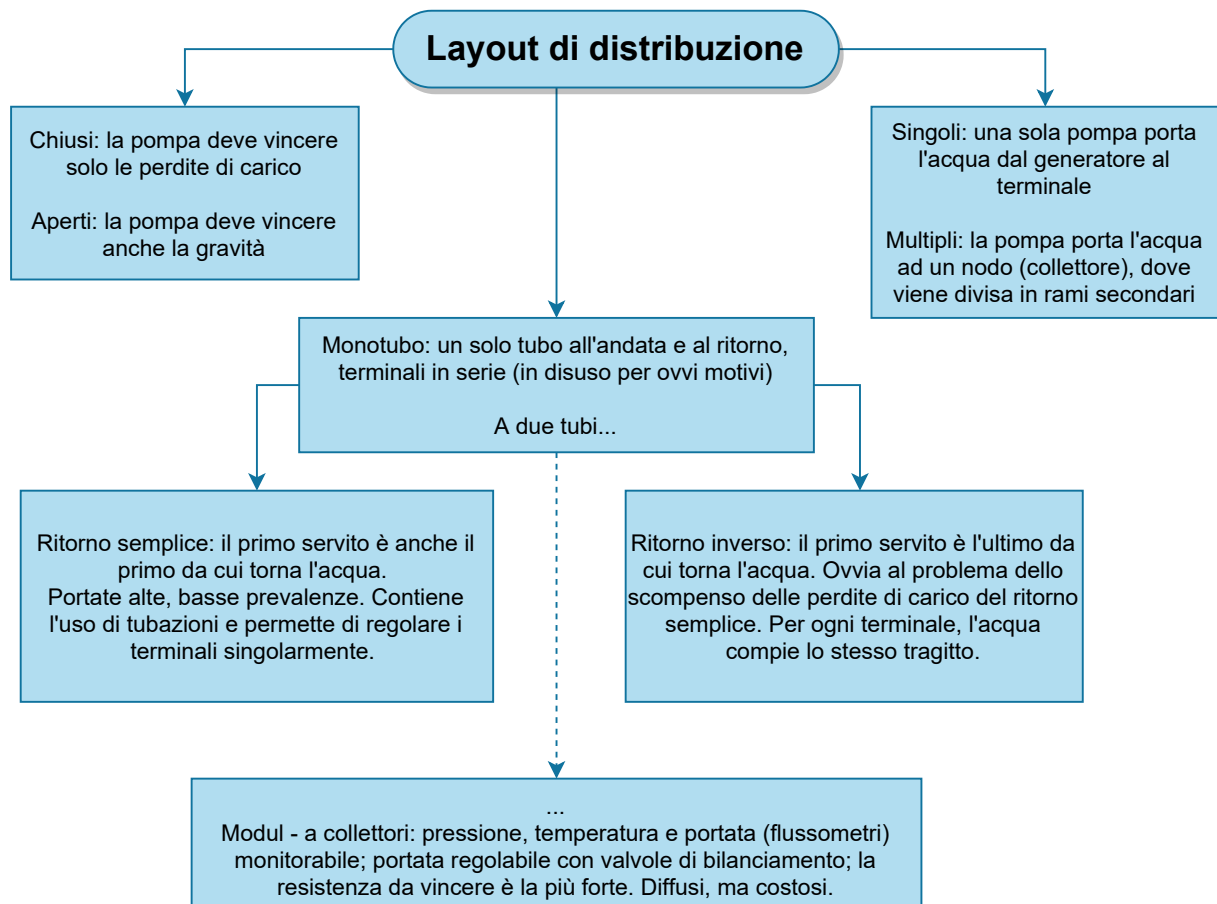 Layout di distribuzione
Chiusi: la pompa deve vincere
solo le perdite di carico
Aperti: la pompa deve vincere
anche la gravità
Singoli: una sola pompa porta
l'acqua dal generatore al
terminale
Multipli: la pompa porta l'acqua
ad un nodo (collettore), dove
viene divisa in rami secondari
Monotubo: un solo tubo all'andata e al ritorno,
terminali in serie (in disuso per ovvi motivi)
A due tubi...
Ritorno semplice: il primo servito è anche il
primo da cui torna l'acqua.
Portate alte, basse prevalenze. Contiene
l'uso di tubazioni e permette di regolare i
terminali singolarmente.
Ritorno inverso: il primo servito è l'ultimo da
cui torna l'acqua. Ovvia al problema dello
scompenso delle perdite di carico del ritorno
semplice. Per ogni terminale, l'acqua
compie lo stesso tragitto.
...
Modul - a collettori: pressione, temperatura e portata (flussometri)
monitorabile; portata regolabile con valvole di bilanciamento; la
resistenza da vincere è la più forte. Diffusi, ma costosi.